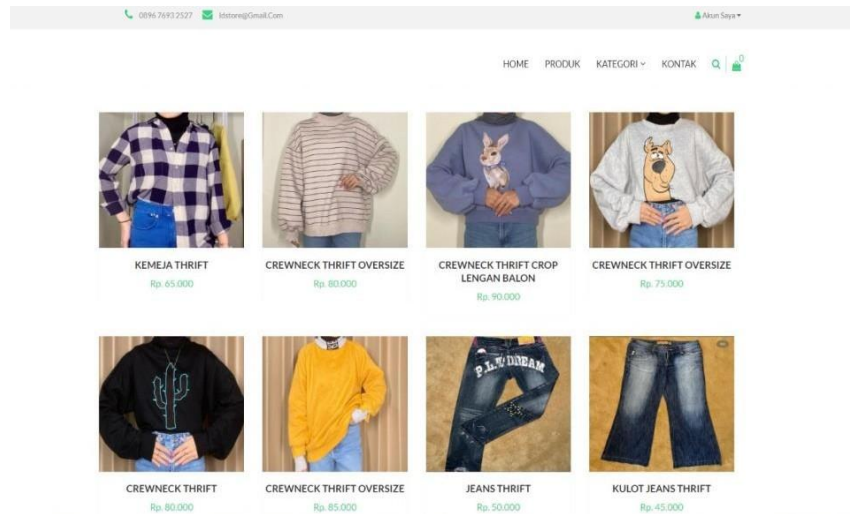 0896 7693 2527 ldstore@Gmail.Com Akun Saya
HOME PRODUK KATEGORI KONTAK 0
KEMEJA THRIFT
Rp. 65.000
CREWNECK THRIFT OVERSIZE
Rp. 80.000
CREWNECK THRIFT CROP
LENGAN BALON
Rp. 90.000
CREWNECK THRIFT OVERSIZE
Rp. 75.000
P.L.W DREAM
CREWNECK THRIFT
Rp. 80.000
CREWNECK THRIFT OVERSIZE
Rp. 85.000
JEANS THRIFT
Rp. 50.000
KULOT JEANS THRIFT
Rp. 45.000